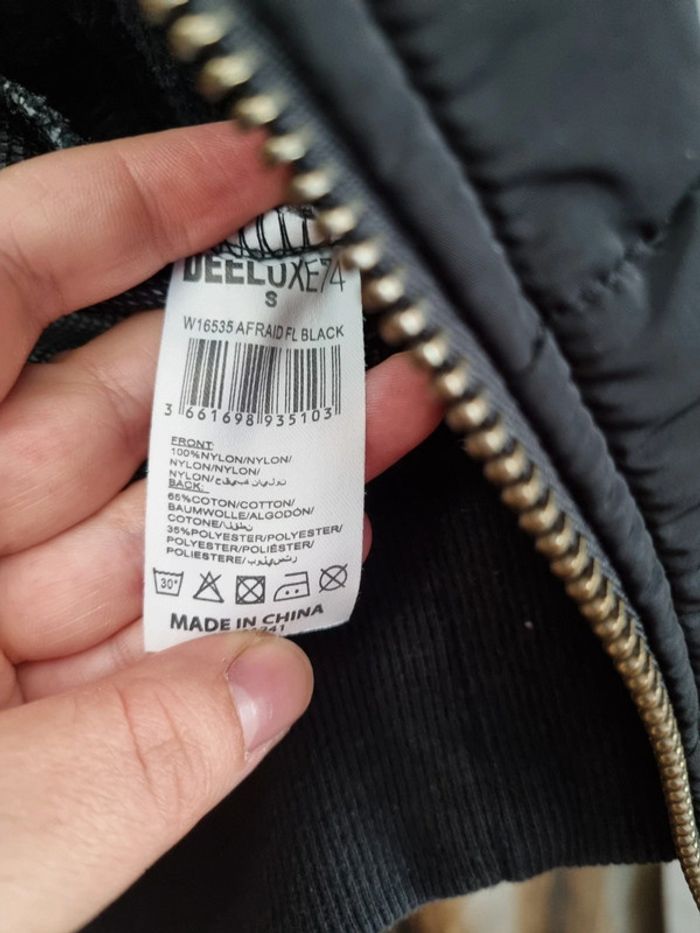 DEELUXE74
S
W16535 AFRAID FL BLACK
3 661698 935103
FRONT:
100%NYLON/NYLON/
NYLON/NYLON/
NYLON/
BACK:
65%COTON/COTTON/
BAUMWOLLE/ALGODÓN/
COTONE/
35%POLYESTER/POLYESTER/
POLYESTER/POLIÉSTER/
POLIESTERE/
30°
MADE IN CHINA